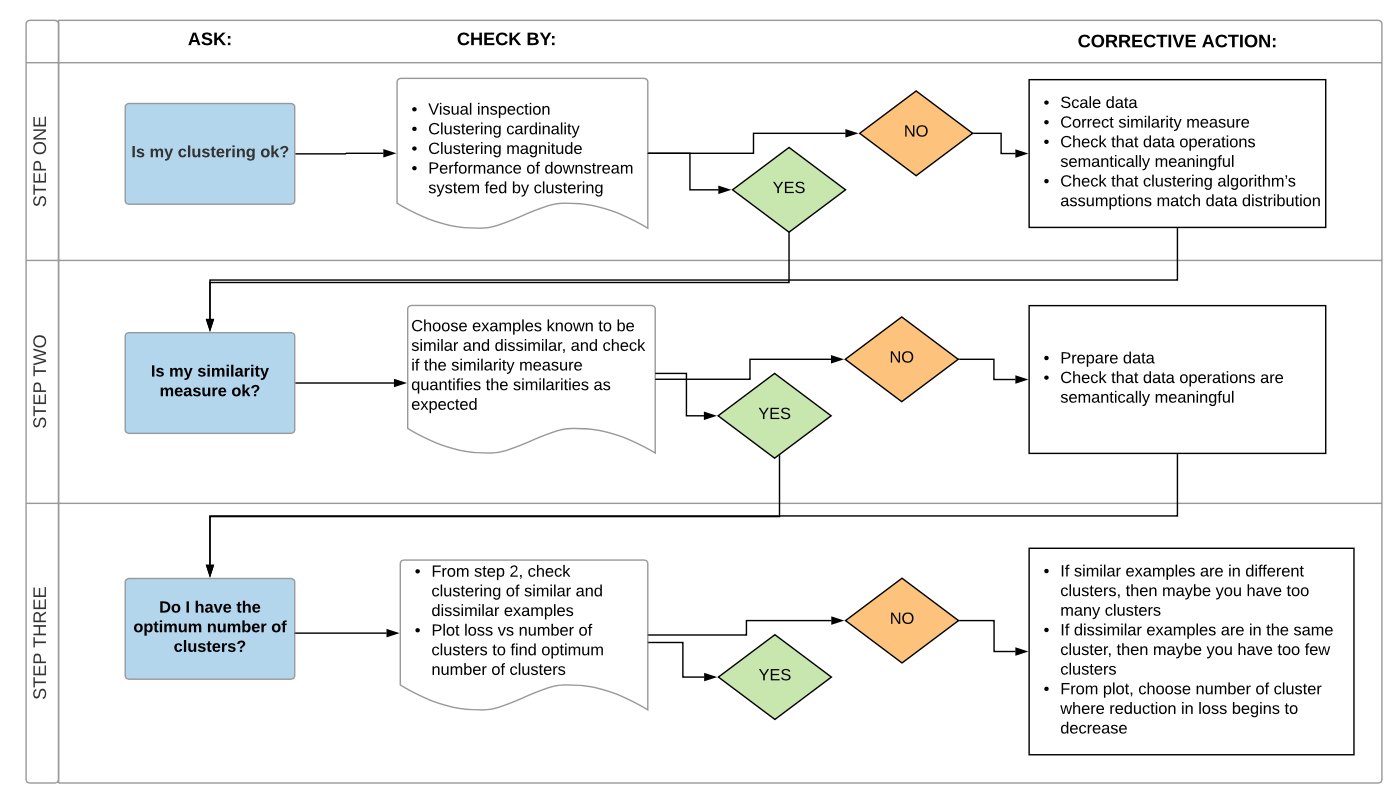 ASK:
CHECK BY:
CORRECTIVE ACTION:
STEP ONE
Is my clustering ok?
• Visual inspection
• Clustering cardinality
• Clustering magnitude
• Performance of downstream
system fed by clustering
NO
YES
• Scale data
• Correct similarity measure
• Check that data operations
semantically meaningful
• Check that clustering algorithm's
assumptions match data distribution
STEP TWO
Is my similarity
measure ok?
Choose examples known to be
similar and dissimilar, and check
if the similarity measure
quantifies the similarities as
expected
NO
YES
• Prepare data
• Check that data operations are
semantically meaningful
STEP THREE
Do I have the
optimum number of
clusters?
• From step 2, check
clustering of similar and
dissimilar examples
• Plot loss vs number of
clusters to find optimum
number of clusters
NO
YES
• If similar examples are in different
clusters, then maybe you have too
many clusters
• If dissimilar examples are in the same
cluster, then maybe you have too few
clusters
• From plot, choose number of cluster
where reduction in loss begins to
decrease